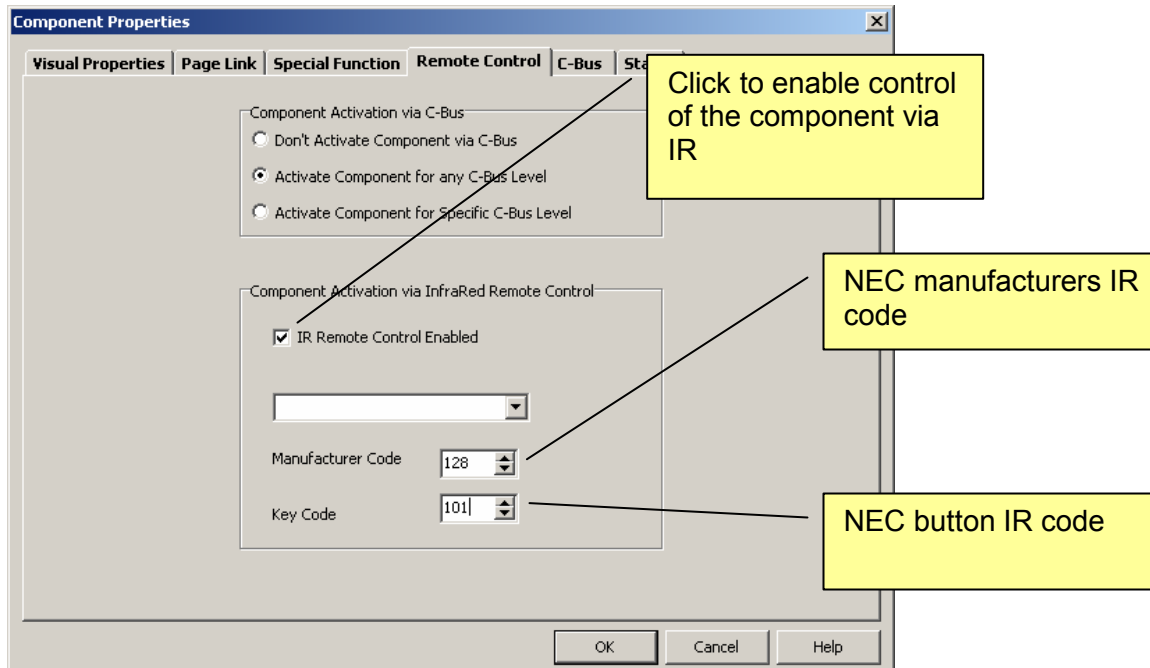 Component Properties
Visual Properties Page Link Special Function Remote Control C-Bus
Click to enable control
of the component via
IR
Component Activation via C-Bus
Don't Activate Component via C-Bus
Activate Component for any C-Bus Level
Activate Component for Specific C-Bus Level
Component Activation via InfraRed Remote Control
IR Remote Control Enabled
NEC manufacturers IR
code
Manufacturer Code 128
Key Code 101
NEC button IR code
OK Cancel Help